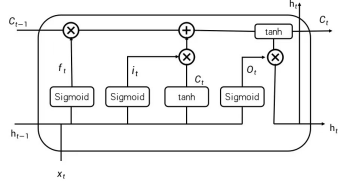 h_t
C_{t-1} C_t
tanh
f_t i_t C_t O_t
Sigmoid Sigmoid tanh Sigmoid
h_{t-1} h_t
x_t